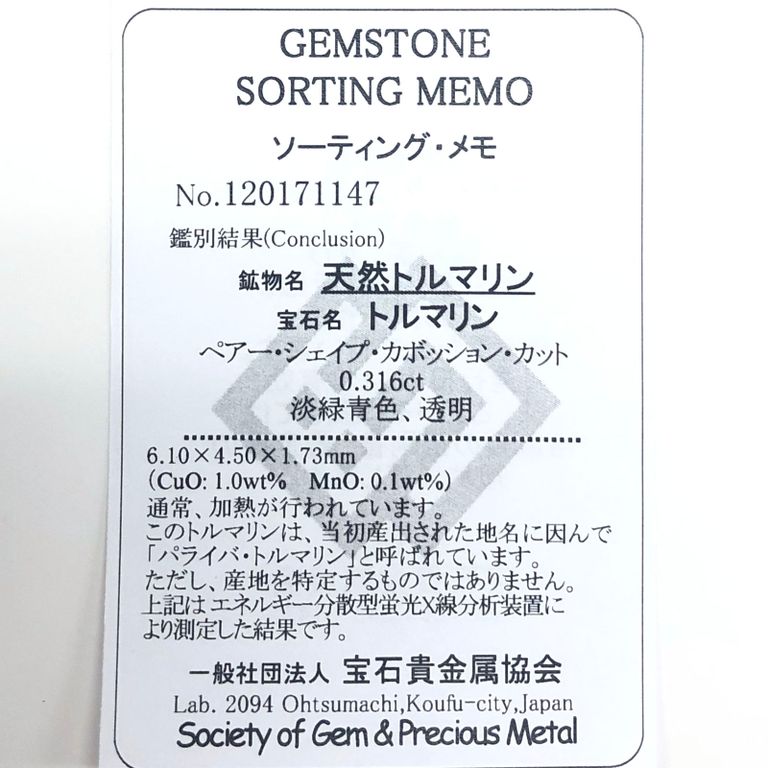 GEMSTONE
SORTING MEMO
ソーティング・メモ
No.120171147
鑑別結果(Conclusion)
鉱物名 天然トルマリン
宝石名 トルマリン
ペアー・シェイプ・カボッション・カット
0.316ct
淡緑青色、透明
6.10×4.50×1.73mm
(CuO: 1.0wt% MnO: 0.1wt%)
通常、加熱が行われています。
このトルマリンは、当初産出された地名に因んで
「パライバ・トルマリン」と呼ばれています。
ただし、産地を特定するものではありません。
上記はエネルギー分散型蛍光X線分析装置に
より測定した結果です。
一般社団法人 宝石貴金属協会
Lab. 2094 Ohtsumachi,Koufu-city,Japan
Society of Gem & Precious Metal